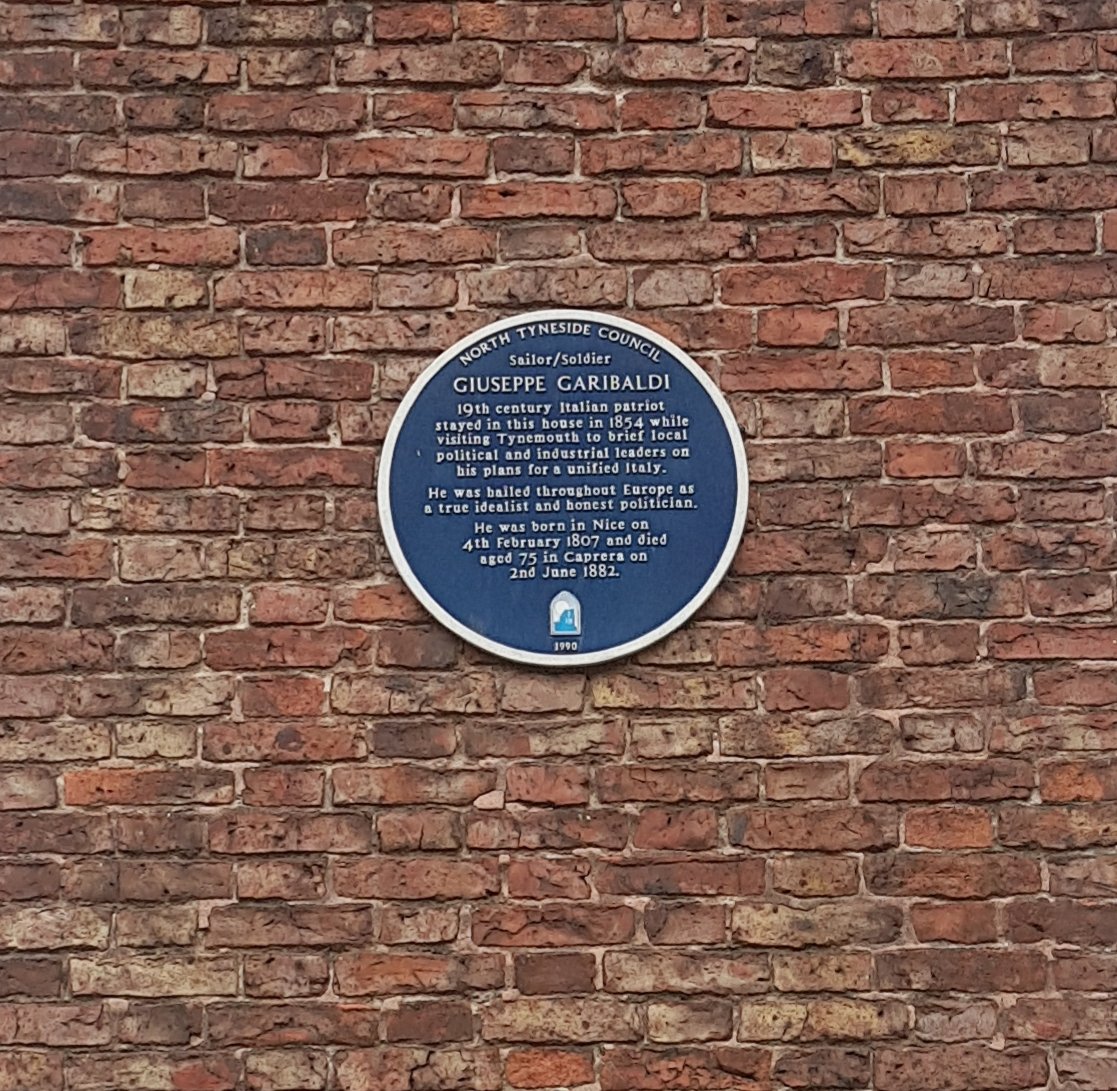 NORTH TYNESIDE COUNCIL
Sailor/Soldier
GIUSEPPE GARIBALDI
19th century Italian patriot
stayed in this house in 1854 while
visiting Tynemouth to brief local
political and industrial leaders on
his plans for a unified Italy.
He was hailed throughout Europe as
a true idealist and honest politician.
He was born in Nice on
4th February 1807 and died
aged 75 in Caprera on
2nd June 1882.
1990